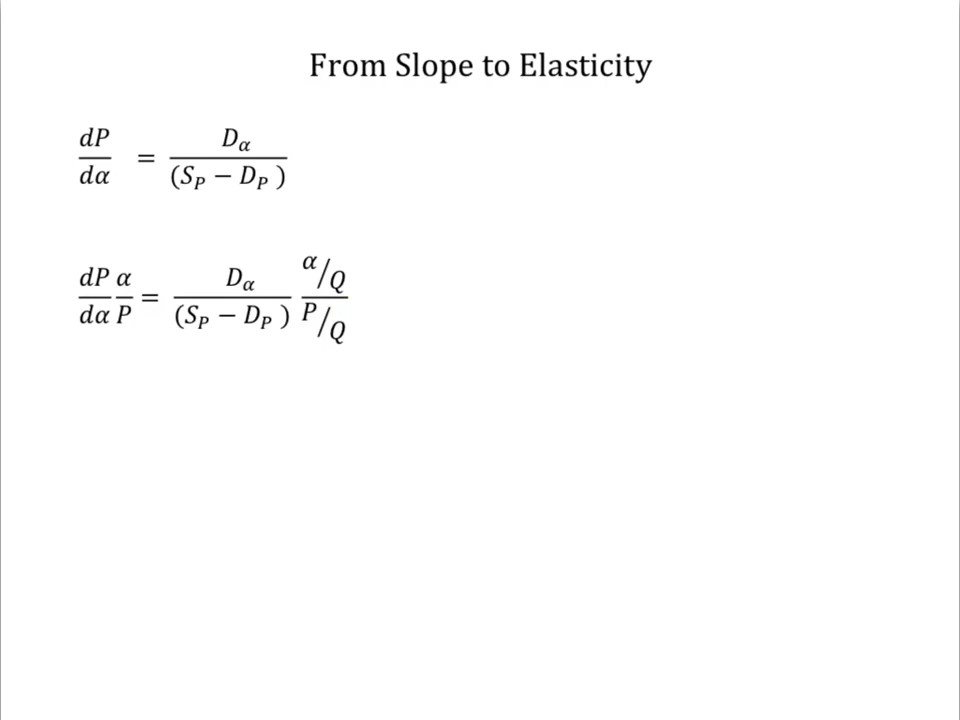 From Slope to Elasticity
dP/dα = D_α/(S_P − D_P )
dP/dα α/P = D_α/(S_P − D_P ) (α/Q)/(P/Q)